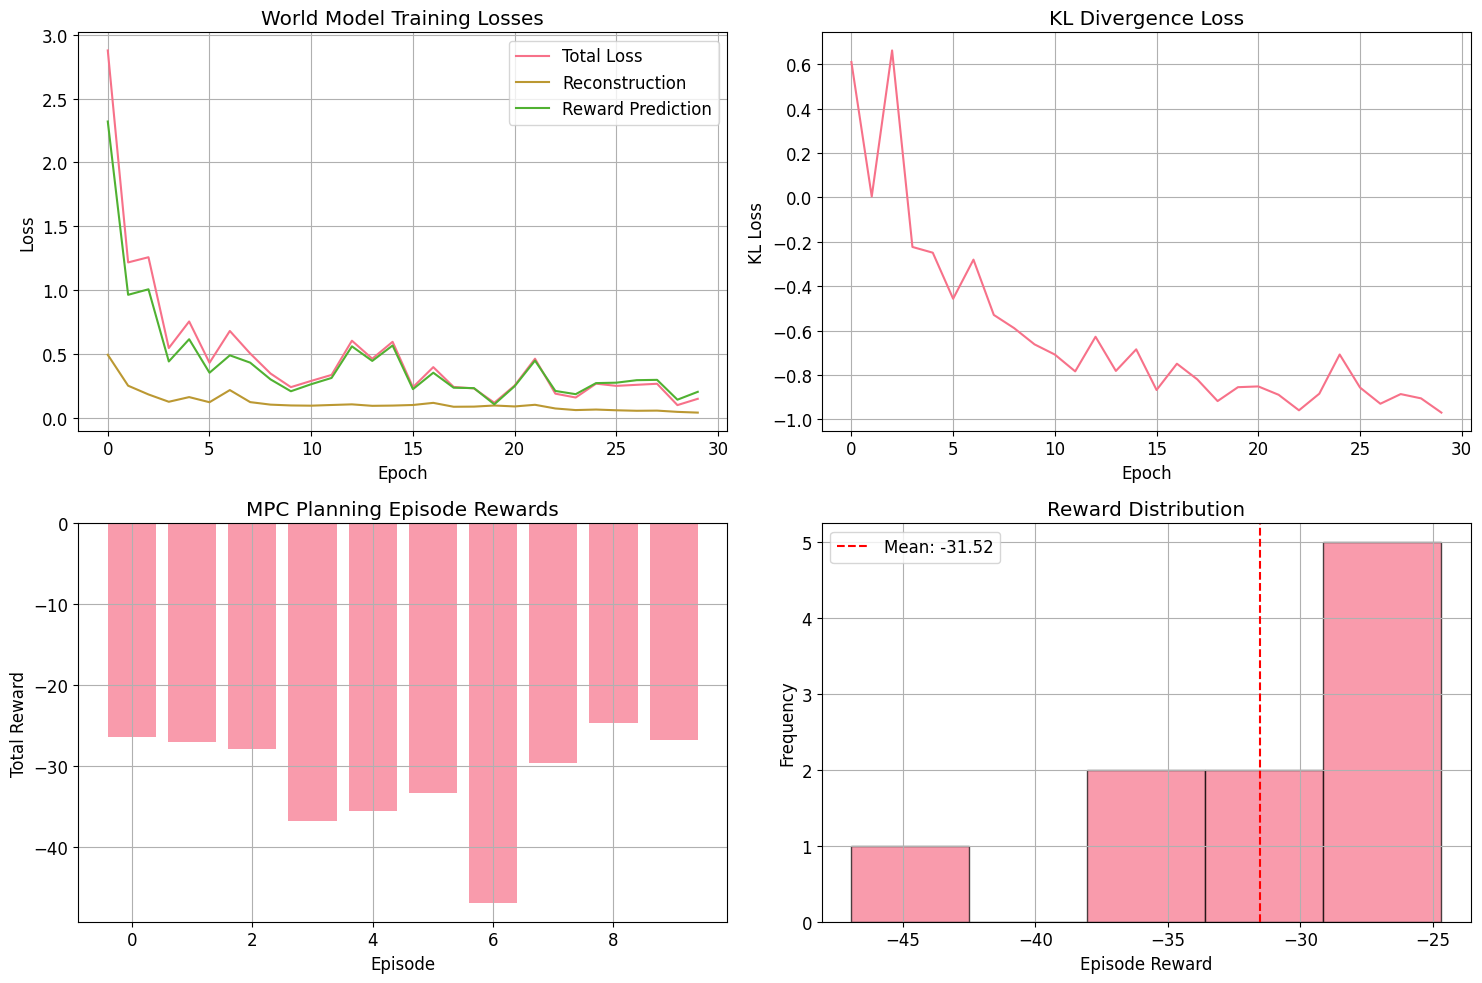 World Model Training Losses
3.0
2.5
2.0
1.5
1.0
0.5
0.0
Loss
Total Loss
Reconstruction
Reward Prediction
0 5 10 15 20 25 30
Epoch
KL Divergence Loss
0.6
0.4
0.2
0.0
−0.2
−0.4
−0.6
−0.8
−1.0
KL Loss
0 5 10 15 20 25 30
Epoch
MPC Planning Episode Rewards
0
−10
−20
−30
−40
Total Reward
0 2 4 6 8
Episode
Reward Distribution
5
4
3
2
1
0
Frequency
Mean: -31.52
−45 −40 −35 −30 −25
Episode Reward